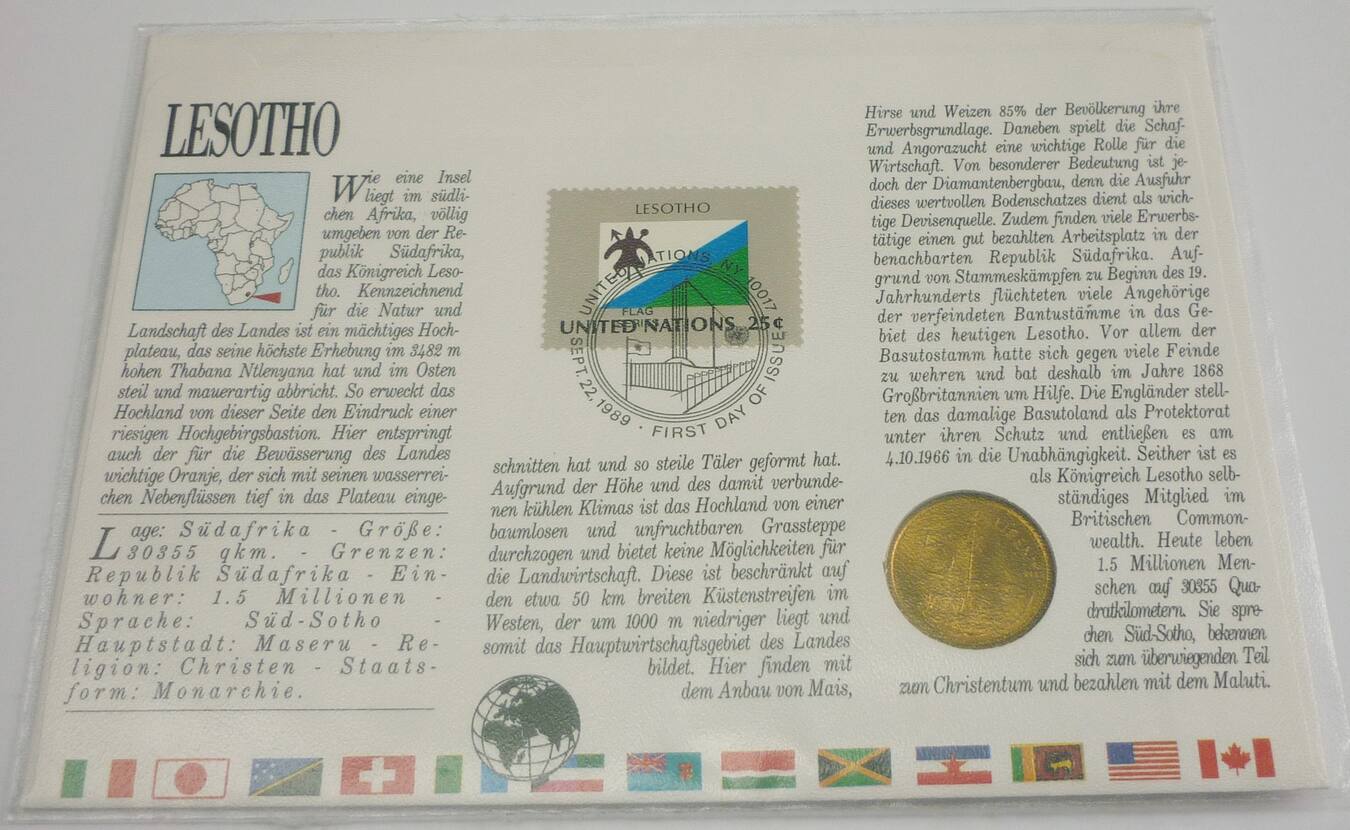 LESOTHO
Wie eine Insel
liegt im südli-
chen Afrika, völlig
umgeben von der Re-
publik Südafrika,
das Königreich Leso-
tho. Kennzeichnend
für die Natur und
Landschaft des Landes ist ein mächtiges Hoch-
plateau, das seine höchste Erhebung im 3482 m
hohen Thabana Ntlenyana hat und im Osten
steil und mauerartig abbricht. So erweckt das
Hochland von dieser Seite den Eindruck einer
riesigen Hochgebirgsbastion. Hier entspringt
auch der für die Bewässerung des Landes
wichtige Oranje, der sich mit seinen wasserrei-
chen Nebenflüssen tief in das Plateau einge-
Lage: Südafrika - Größe:
30355 qkm. - Grenzen:
Republik Südafrika - Ein-
wohner: 1.5 Millionen -
Sprache: Süd-Sotho -
Hauptstadt: Maseru - Re-
ligion: Christen - Staats-
form: Monarchie.
LESOTHO
FLAG
UNITED NATIONS 25¢
UNITED NATIONS, NY 10017
SEPT. 22, 1989 · FIRST DAY OF ISSUE
schnitten hat und so steile Täler geformt hat.
Aufgrund der Höhe und des damit verbunde-
nen kühlen Klimas ist das Hochland von einer
baumlosen und unfruchtbaren Grassteppe
durchzogen und bietet keine Möglichkeiten für
die Landwirtschaft. Diese ist beschränkt auf
den etwa 50 km breiten Küstenstreifen im
Westen, der um 1000 m niedriger liegt und
somit das Hauptwirtschaftsgebiet des Landes
bildet. Hier finden mit
dem Anbau von Mais,
Hirse und Weizen 85% der Bevölkerung ihre
Erwerbsgrundlage. Daneben spielt die Schaf-
und Angorazucht eine wichtige Rolle für die
Wirtschaft. Von besonderer Bedeutung ist je-
doch der Diamantenbergbau, denn die Ausfuhr
dieses wertvollen Bodenschatzes dient als wich-
tige Devisenquelle. Zudem finden viele Erwerbs-
tätige einen gut bezahlten Arbeitsplatz in der
benachbarten Republik Südafrika. Auf-
grund von Stammeskämpfen zu Beginn des 19.
Jahrhunderts flüchteten viele Angehörige
der verfeindeten Bantustämme in das Ge-
biet des heutigen Lesotho. Vor allem der
Basutostamm hatte sich gegen viele Feinde
zu wehren und bat deshalb im Jahre 1868
Großbritannien um Hilfe. Die Engländer stell-
ten das damalige Basutoland als Protektorat
unter ihren Schutz und entließen es am
4.10.1966 in die Unabhängigkeit. Seither ist es
als Königreich Lesotho selb-
ständiges Mitglied im
Britischen Common-
wealth. Heute leben
1.5 Millionen Men-
schen auf 30355 Qua-
dratkilometern. Sie spre-
chen Süd-Sotho, bekennen
sich zum überwiegenden Teil
zum Christentum und bezahlen mit dem Maluti.